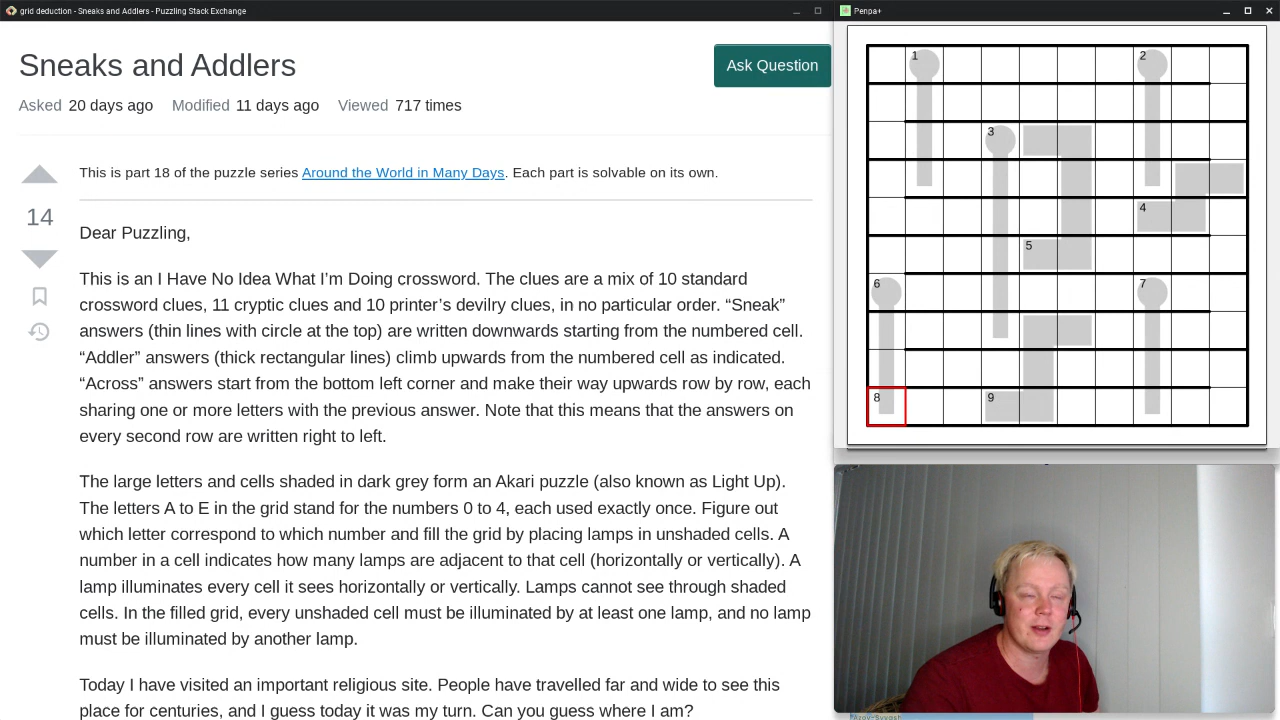 grid deduction - Sneaks and Addlers - Puzzling Stack Exchange
Penpa+
Sneaks and Addlers
Ask Question
Asked 20 days ago Modified 11 days ago Viewed 717 times
This is part 18 of the puzzle series Around the World in Many Days. Each part is solvable on its own.
14
Dear Puzzling,
This is an I Have No Idea What I’m Doing crossword. The clues are a mix of 10 standard
crossword clues, 11 cryptic clues and 10 printer’s devilry clues, in no particular order. “Sneak”
answers (thin lines with circle at the top) are written downwards starting from the numbered cell.
“Addler” answers (thick rectangular lines) climb upwards from the numbered cell as indicated.
“Across” answers start from the bottom left corner and make their way upwards row by row, each
sharing one or more letters with the previous answer. Note that this means that the answers on
every second row are written right to left.
The large letters and cells shaded in dark grey form an Akari puzzle (also known as Light Up).
The letters A to E in the grid stand for the numbers 0 to 4, each used exactly once. Figure out
which letter correspond to which number and fill the grid by placing lamps in unshaded cells. A
number in a cell indicates how many lamps are adjacent to that cell (horizontally or vertically). A
lamp illuminates every cell it sees horizontally or vertically. Lamps cannot see through shaded
cells. In the filled grid, every unshaded cell must be illuminated by at least one lamp, and no lamp
must be illuminated by another lamp.
Today I have visited an important religious site. People have travelled far and wide to see this
place for centuries, and I guess today it was my turn. Can you guess where I am?
1
2
3
4
5
6
7
8
9